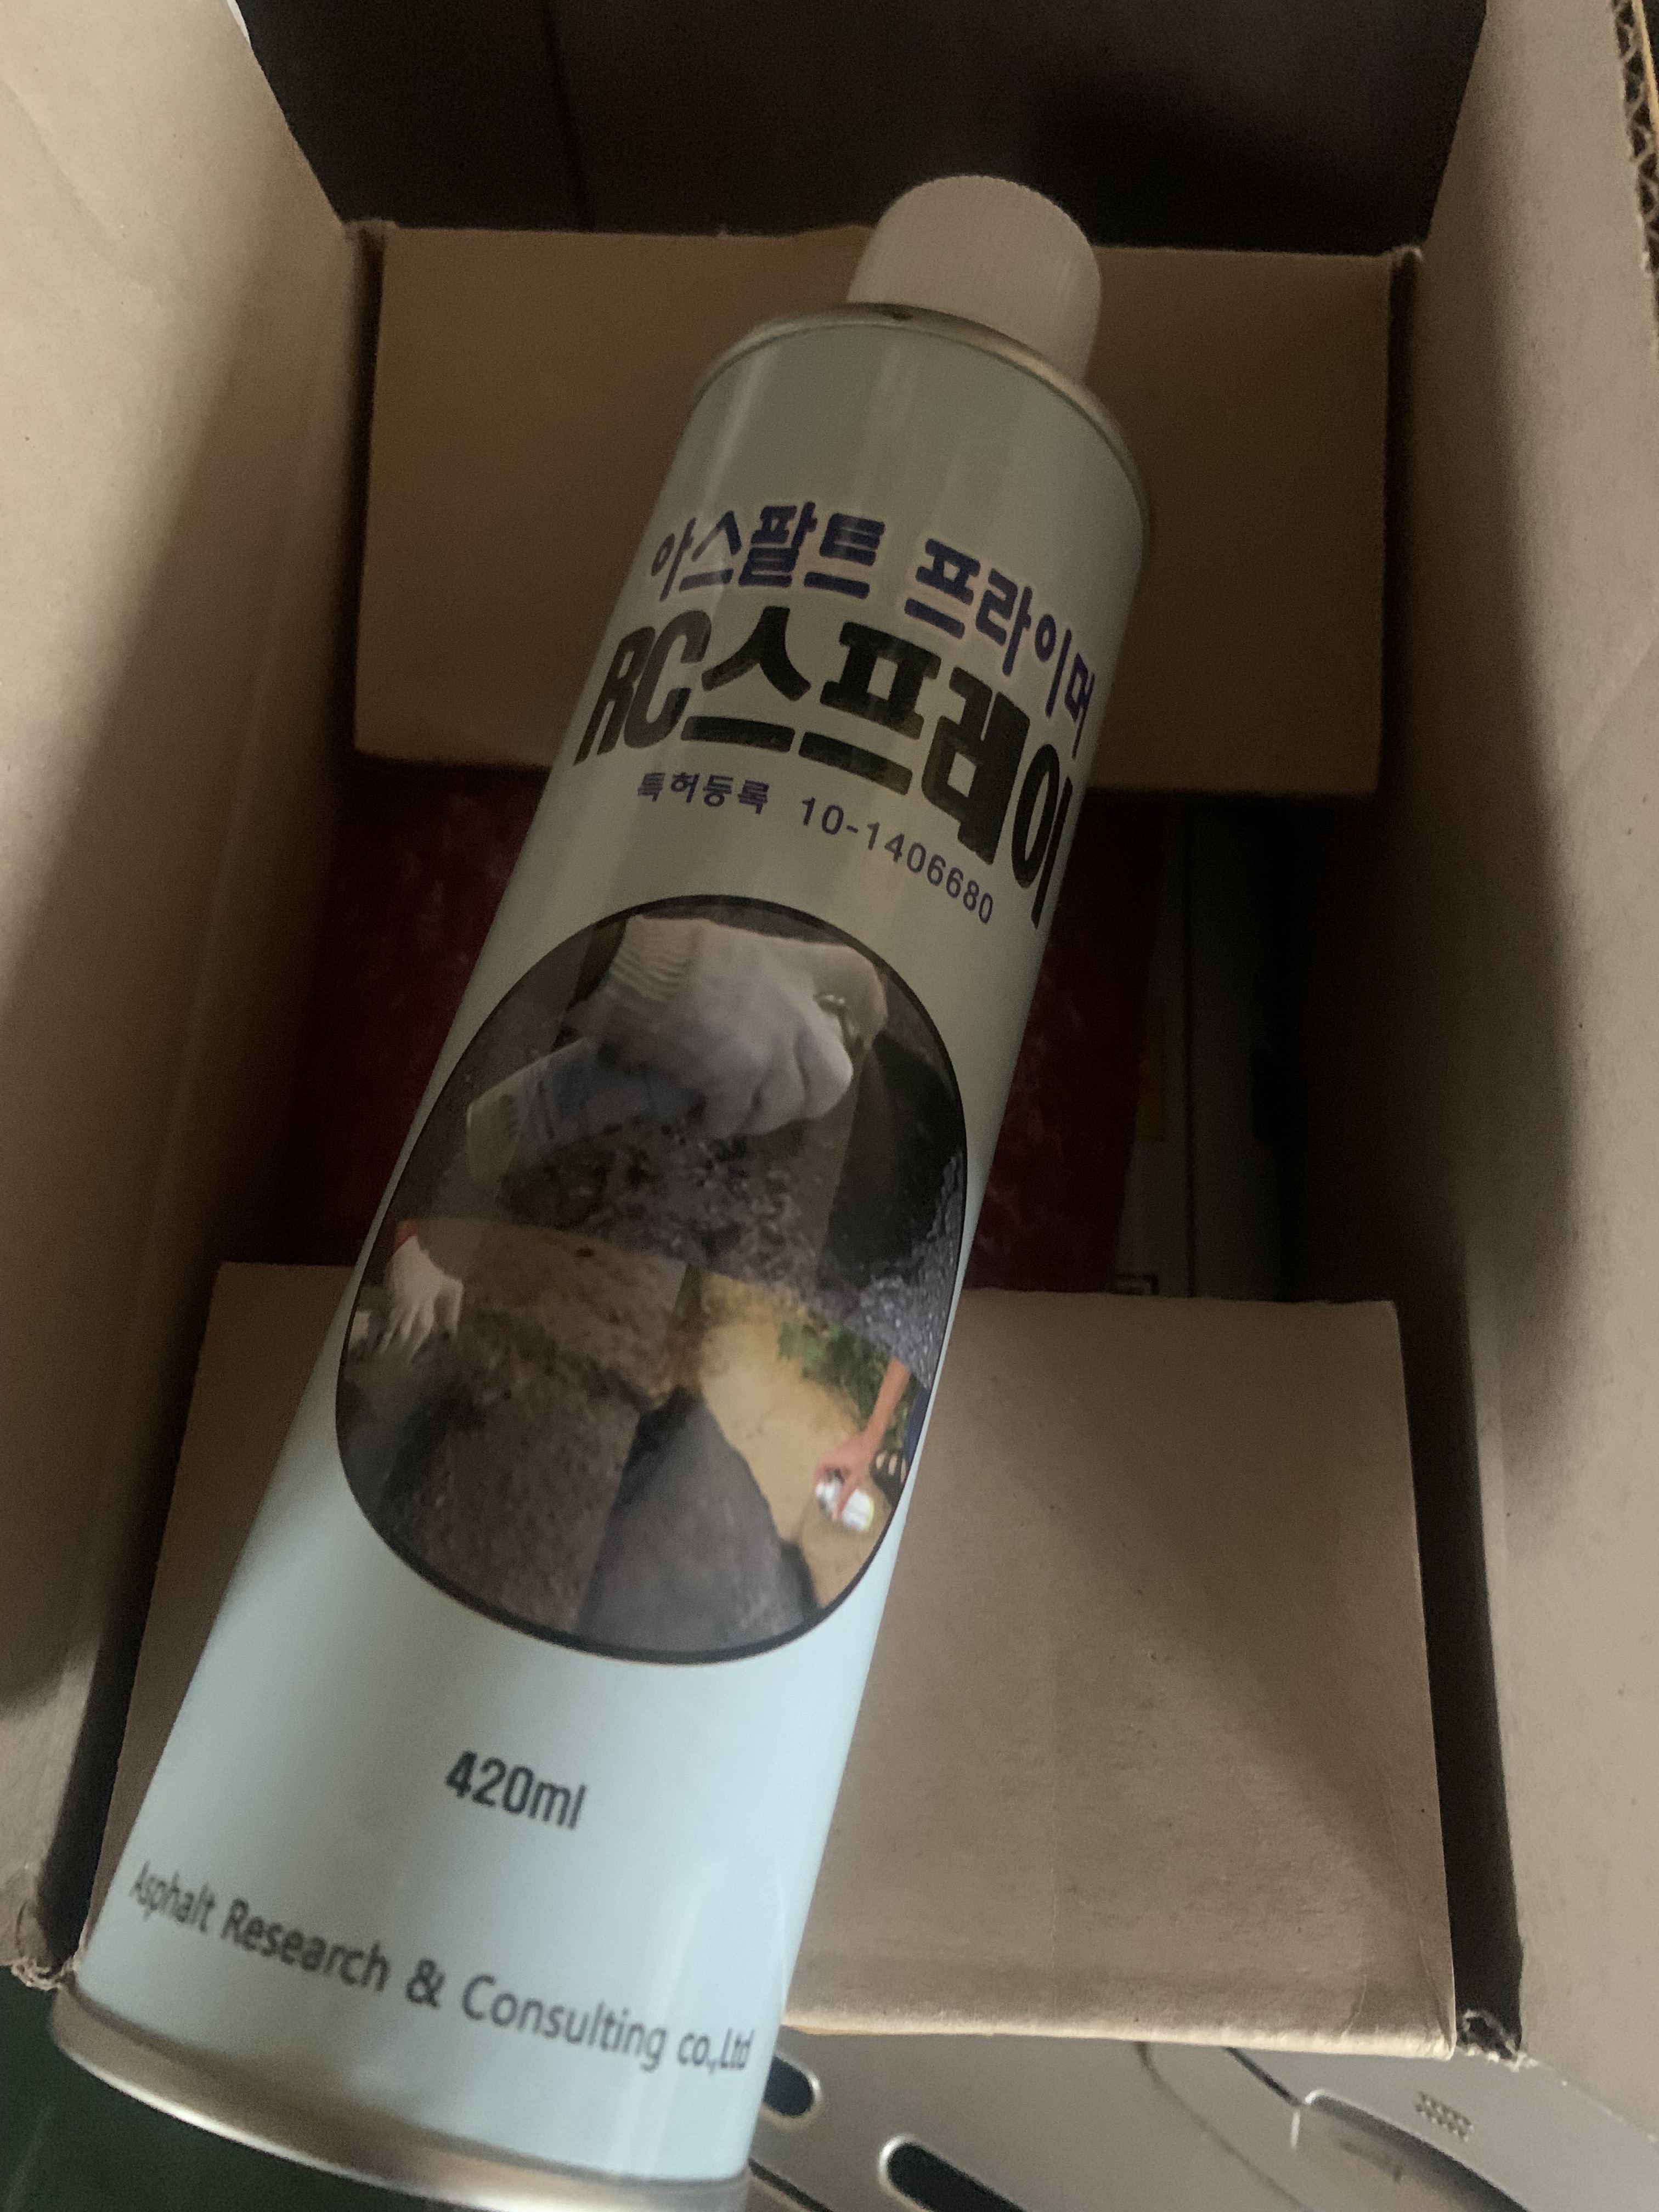 아스팔트 프라이머
RC스프레이
특허등록 10-1406680
420ml
Asphalt Research & Consulting co.,Ltd